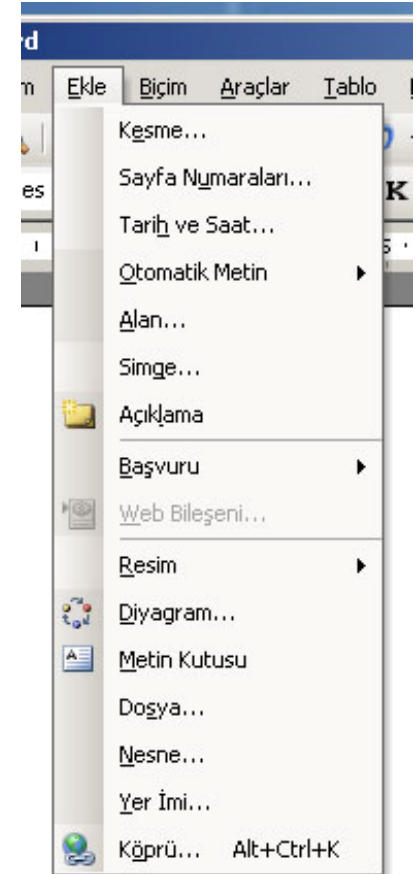 rd
Ekle Biçim Araçlar Tablo
es K
5
Kesme...
Sayfa Numaraları...
Tarih ve Saat...
Otomatik Metin
Alan...
Simge...
Açıklama
Başvuru
Web Bileşeni...
Resim
Diyagram...
Metin Kutusu
Dosya...
Nesne...
Yer İmi...
Köprü... Alt+Ctrl+K